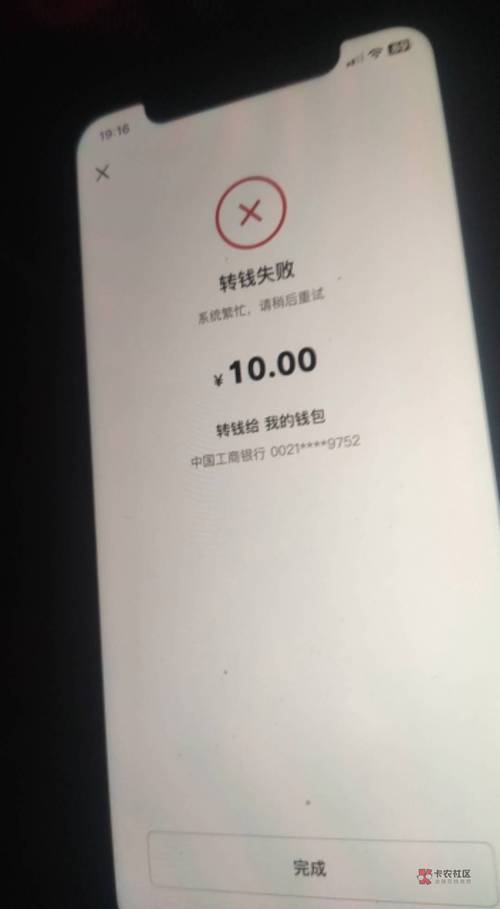 19:16
69
转钱失败
系统繁忙，请稍后重试
¥10.00
转钱给 我的钱包
中国工商银行 0021****9752
完成
卡农社区